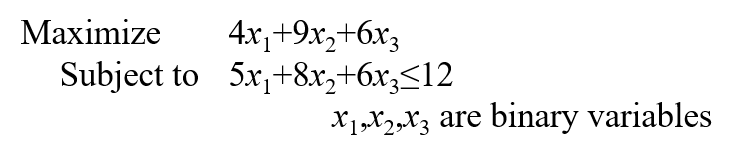 Maximize 4x₁+9x₂+6x₃
Subject to 5x₁+8x₂+6x₃≤12
x₁,x₂,x₃ are binary variables